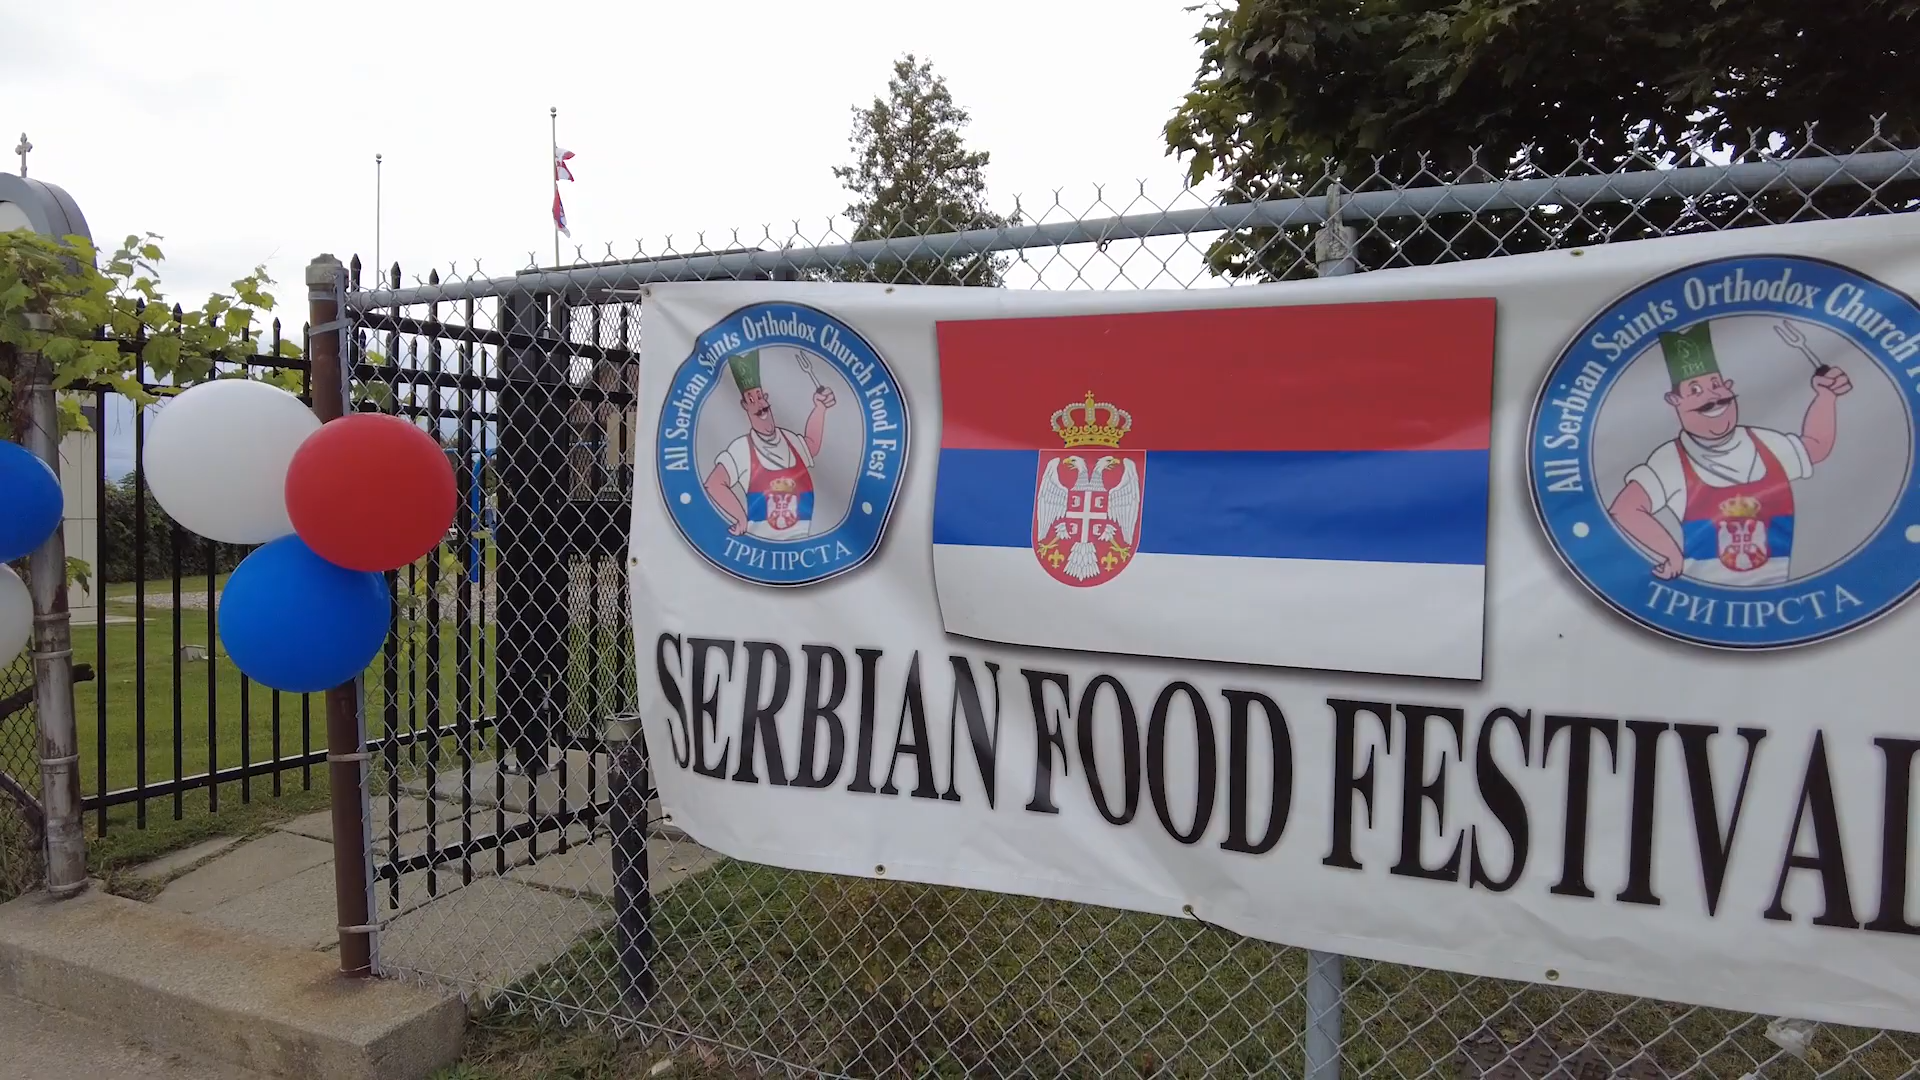 All Serbian Saints Orthodox Church Food Fest
ТРИ ПРСТА
All Serbian Saints Orthodox Church
ТРИ
ТРИ ПРСТА
SERBIAN FOOD FESTIVAL